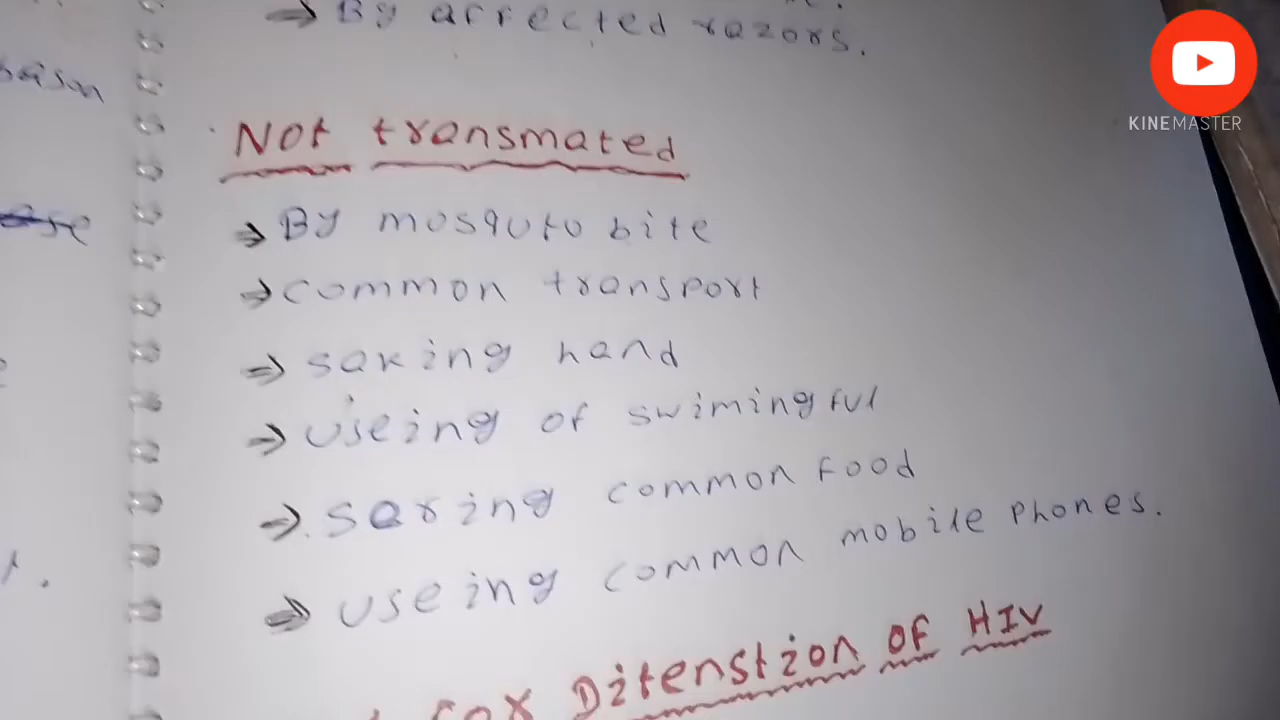 → By affected razors.
Not transmated
→ By mosquto bite
→ common transport
→ saking hand
→ useing of swimingful
→ saring common food
→ useing common mobile phones.
For Ditenstion of HIV
KINEMASTER